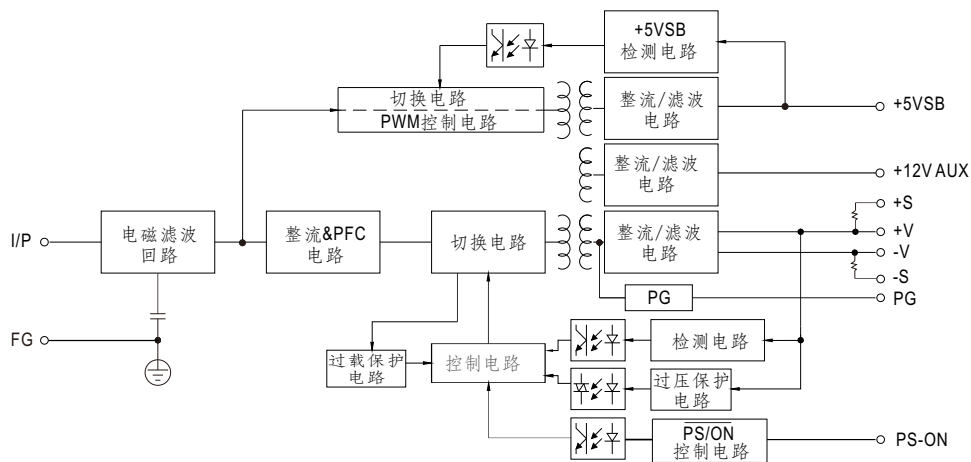 +5VSB
检测电路
切换电路
PWM控制电路
整流/滤波
电路
+5VSB
整流/滤波
电路
+12V AUX
+S
I/P
电磁滤波
回路
整流&PFC
电路
切换电路
整流/滤波
电路
+V
-V
-S
PG
PG
FG
过载保护
电路
控制电路
检测电路
过压保护
电路
PS/ON
控制电路
PS-ON